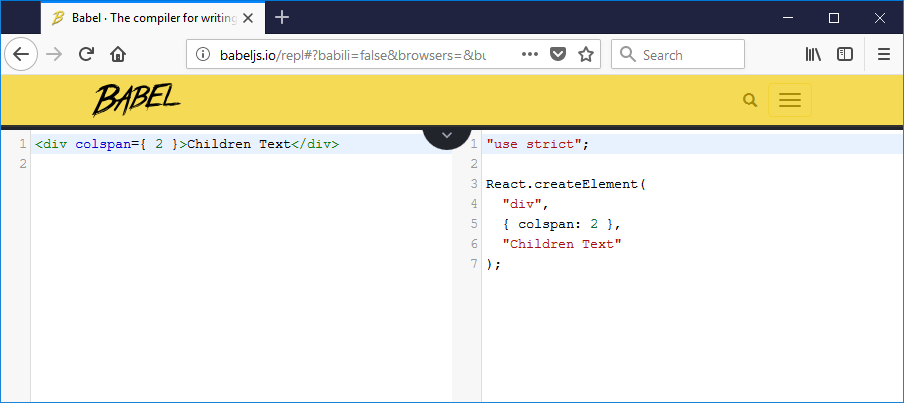 Babel · The compiler for writing
babeljs.io/repl#?babili=false&browsers=&bu
Search
BABEL
1 <div colspan={ 2 }>Children Text</div>
2
1 "use strict";
2
3 React.createElement(
4   "div",
5   { colspan: 2 },
6   "Children Text"
7 );